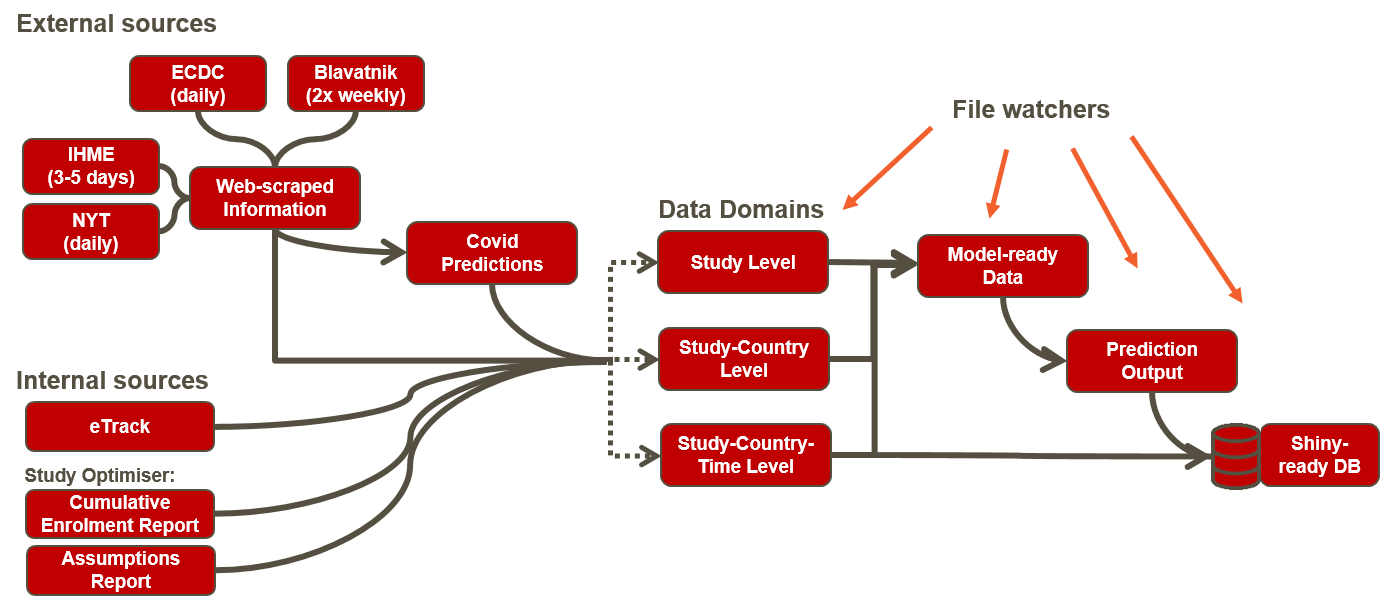 External sources
ECDC
(daily)
Blavatnik
(2x weekly)
IHME
(3-5 days)
NYT
(daily)
Web-scraped
Information
Covid
Predictions
Internal sources
eTrack
Study Optimiser:
Cumulative
Enrolment Report
Assumptions
Report
Data Domains
Study Level
Study-Country
Level
Study-Country-
Time Level
File watchers
Model-ready
Data
Prediction
Output
Shiny-
ready DB